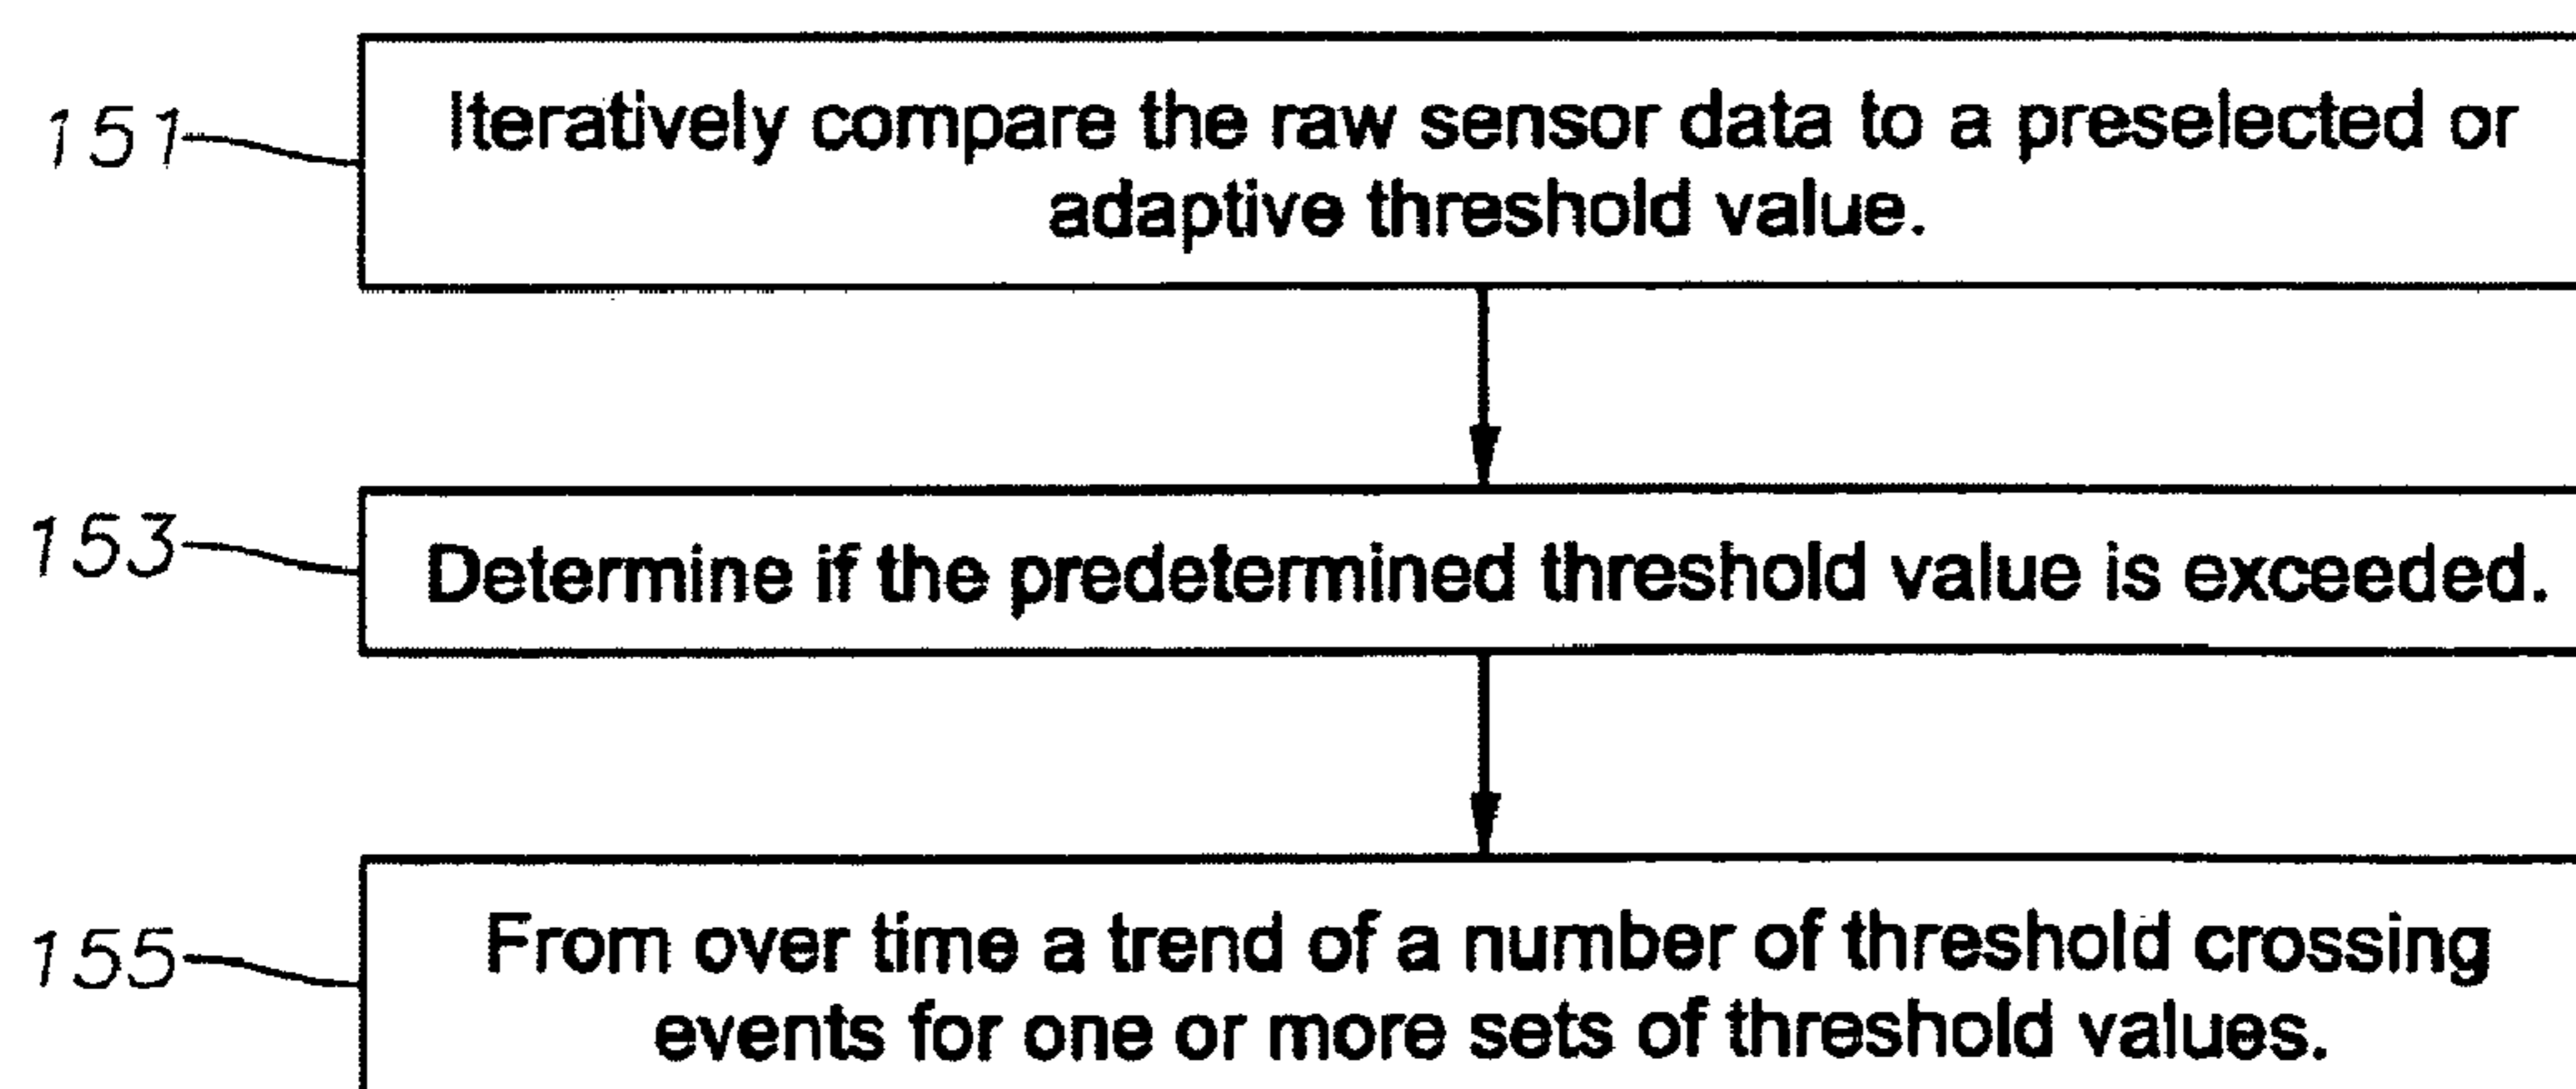 151
Iteratively compare the raw sensor data to a preselected or
adaptive threshold value.
153
Determine if the predetermined threshold value is exceeded.
155
From over time a trend of a number of threshold crossing
events for one or more sets of threshold values.